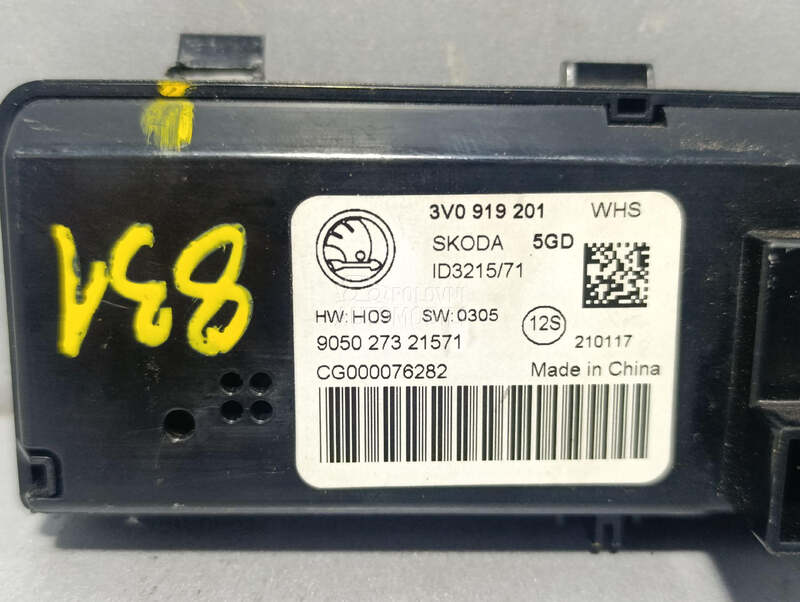 831
3V0 919 201 WHS
SKODA 5GD
ID3215/71
HW: H09 SW: 0305 12S
9050 273 21571 210117
CG000076282 Made in China